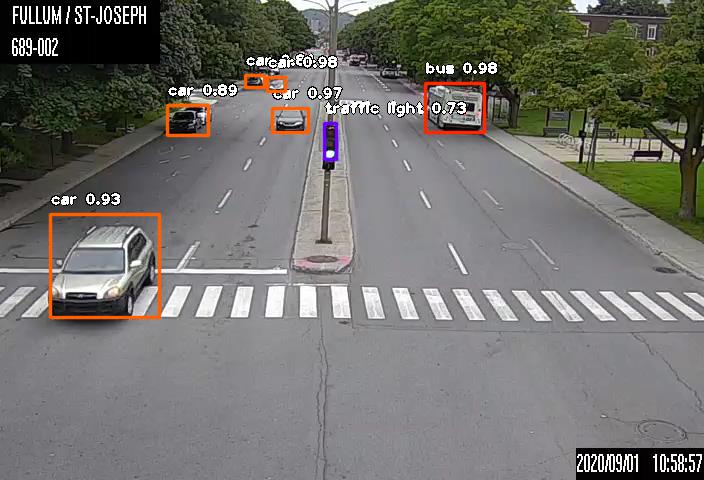 FULLUM / ST-JOSEPH
689-002
car 0.98
car 0.89
car 0.97
bus 0.98
traffic light 0.73
car 0.93
2020/09/01 10:58:57